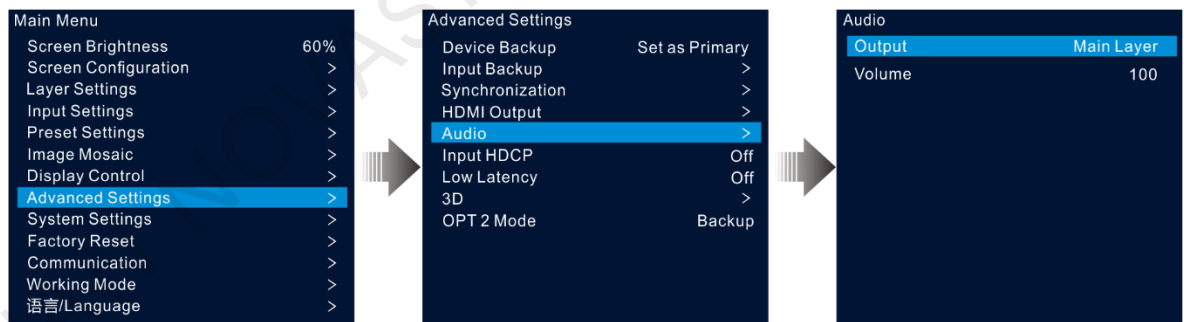 Main Menu
Screen Brightness 60%
Screen Configuration >
Layer Settings >
Input Settings >
Preset Settings >
Image Mosaic >
Display Control >
Advanced Settings >
System Settings >
Factory Reset >
Communication >
Working Mode >
语言/Language >
Advanced Settings
Device Backup Set as Primary
Input Backup >
Synchronization >
HDMI Output >
Audio >
Input HDCP Off
Low Latency Off
3D >
OPT 2 Mode Backup
Audio
Output Main Layer
Volume 100